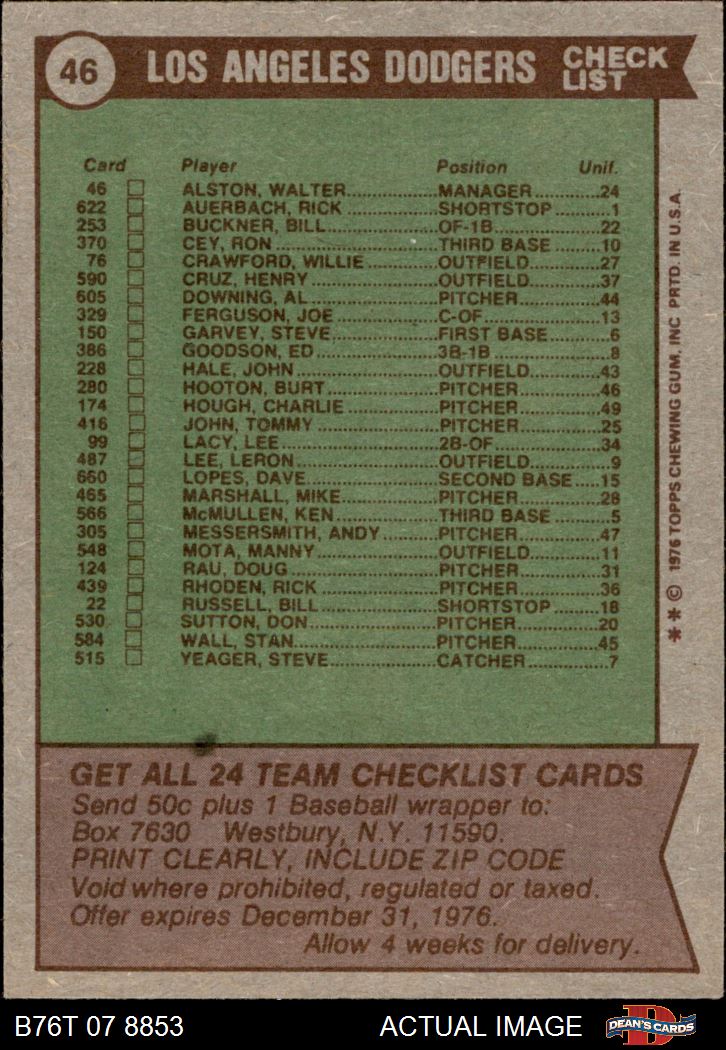 46 LOS ANGELES DODGERS CHECK LIST
Card Player Position Unif.
46 ALSTON, WALTER MANAGER 24
622 AUERBACH, RICK SHORTSTOP 1
253 BUCKNER, BILL OF-1B 22
370 CEY, RON THIRD BASE 10
76 CRAWFORD, WILLIE OUTFIELD 27
590 CRUZ, HENRY OUTFIELD 37
605 DOWNING, AL PITCHER 44
329 FERGUSON, JOE C-OF 13
150 GARVEY, STEVE FIRST BASE 6
386 GOODSON, ED 3B-1B 8
228 HALE, JOHN OUTFIELD 43
280 HOOTON, BURT PITCHER 46
174 HOUGH, CHARLIE PITCHER 49
416 JOHN, TOMMY PITCHER 25
99 LACY, LEE 2B-OF 34
487 LEE, LERON OUTFIELD 9
660 LOPES, DAVE SECOND BASE 15
465 MARSHALL, MIKE PITCHER 28
566 McMULLEN, KEN THIRD BASE 5
305 MESSERSMITH, ANDY PITCHER 47
548 MOTA, MANNY OUTFIELD 11
124 RAU, DOUG PITCHER 31
439 RHODEN, RICK PITCHER 36
22 RUSSELL, BILL SHORTSTOP 18
530 SUTTON, DON PITCHER 20
584 WALL, STAN PITCHER 45
515 YEAGER, STEVE CATCHER 7
* * © 1976 TOPPS CHEWING GUM, INC PRTD. IN U.S.A.
GET ALL 24 TEAM CHECKLIST CARDS
Send 50c plus 1 Baseball wrapper to:
Box 7630 Westbury, N.Y. 11590.
PRINT CLEARLY, INCLUDE ZIP CODE
Void where prohibited, regulated or taxed.
Offer expires December 31, 1976.
Allow 4 weeks for delivery.
B76T 07 8853 ACTUAL IMAGE DEAN'S CARDS